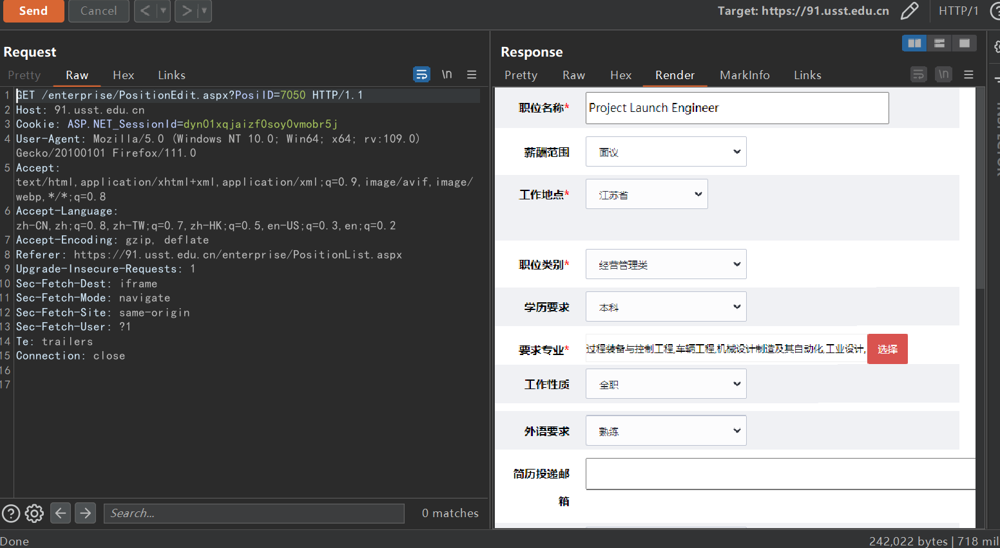 Send
Cancel
Target: https://91.usst.edu.cn
HTTP/1
Request
Response
Pretty
Raw
Hex
Links
\n
Pretty
Raw
Hex
Render
MarkInfo
Links
\n
1 GET /enterprise/PositionEdit.aspx?PosiID=7050 HTTP/1.1
2 Host: 91.usst.edu.cn
3 Cookie: ASP.NET_SessionId=dyn01xqjaizf0soy0vmobr5j
4 User-Agent: Mozilla/5.0 (Windows NT 10.0; Win64; x64; rv:109.0)
Gecko/20100101 Firefox/111.0
5 Accept:
text/html,application/xhtml+xml,application/xml;q=0.9,image/avif,image/
webp,*/*;q=0.8
6 Accept-Language:
zh-CN,zh;q=0.8,zh-TW;q=0.7,zh-HK;q=0.5,en-US;q=0.3,en;q=0.2
7 Accept-Encoding: gzip, deflate
8 Referer: https://91.usst.edu.cn/enterprise/PositionList.aspx
9 Upgrade-Insecure-Requests: 1
10 Sec-Fetch-Dest: iframe
11 Sec-Fetch-Mode: navigate
12 Sec-Fetch-Site: same-origin
13 Sec-Fetch-User: ?1
14 Te: trailers
15 Connection: close
16
17
职位名称* Project Launch Engineer
薪酬范围 面议
工作地点* 江苏省
职位类别* 经营管理类
学历要求 本科
要求专业* 过程装备与控制工程,车辆工程,机械设计制造及其自动化,工业设计, 选择
工作性质 全职
外语要求 熟练
简历投递邮
箱
Search...
0 matches
Done
242,022 bytes | 718 mil